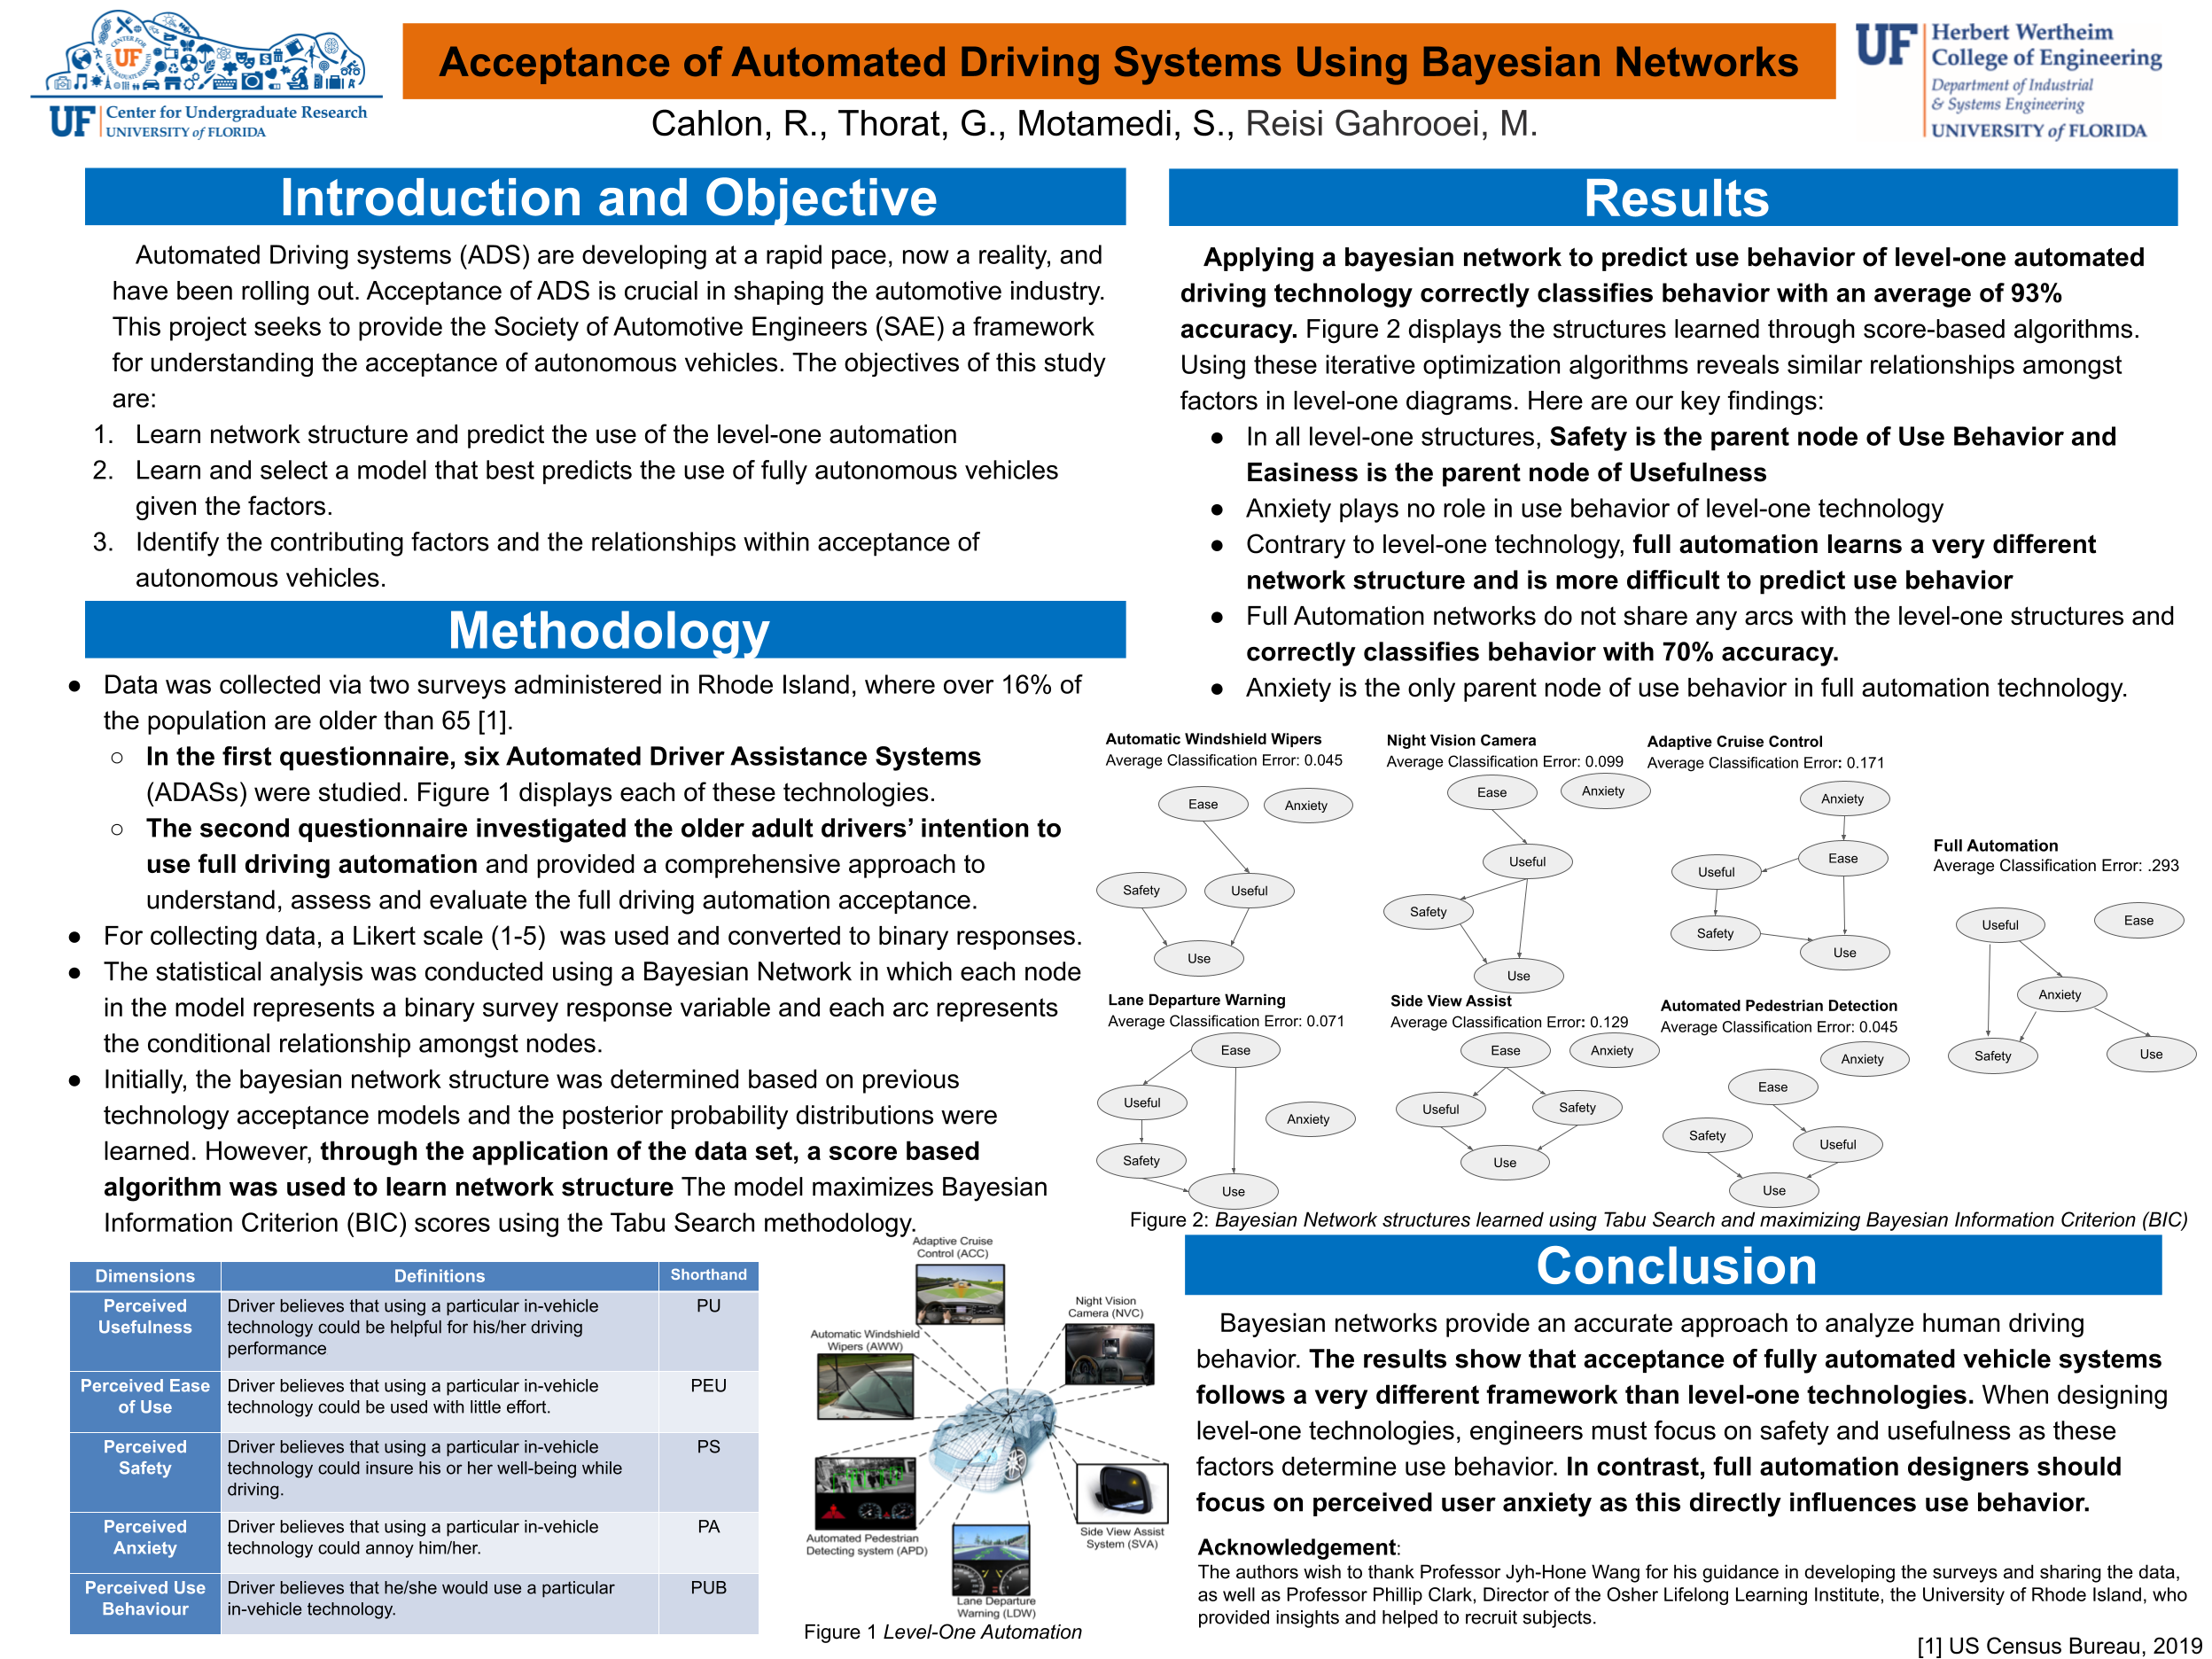 CENTER FOR
UF
UNDERGRADUATE RESEARCH
UF Center for Undergraduate Research
UNIVERSITY of FLORIDA
Acceptance of Automated Driving Systems Using Bayesian Networks
Cahlon, R., Thorat, G., Motamedi, S., Reisi Gahrooei, M.
UF Herbert Wertheim
College of Engineering
Department of Industrial
& Systems Engineering
UNIVERSITY of FLORIDA
Introduction and Objective
Automated Driving systems (ADS) are developing at a rapid pace, now a reality, and
have been rolling out. Acceptance of ADS is crucial in shaping the automotive industry.
This project seeks to provide the Society of Automotive Engineers (SAE) a framework
for understanding the acceptance of autonomous vehicles. The objectives of this study
are:
1. Learn network structure and predict the use of the level-one automation
2. Learn and select a model that best predicts the use of fully autonomous vehicles
given the factors.
3. Identify the contributing factors and the relationships within acceptance of
autonomous vehicles.
Methodology
● Data was collected via two surveys administered in Rhode Island, where over 16% of
the population are older than 65 [1].
○ In the first questionnaire, six Automated Driver Assistance Systems
(ADASs) were studied. Figure 1 displays each of these technologies.
○ The second questionnaire investigated the older adult drivers' intention to
use full driving automation and provided a comprehensive approach to
understand, assess and evaluate the full driving automation acceptance.
● For collecting data, a Likert scale (1-5) was used and converted to binary responses.
● The statistical analysis was conducted using a Bayesian Network in which each node
in the model represents a binary survey response variable and each arc represents
the conditional relationship amongst nodes.
● Initially, the bayesian network structure was determined based on previous
technology acceptance models and the posterior probability distributions were
learned. However, through the application of the data set, a score based
algorithm was used to learn network structure The model maximizes Bayesian
Information Criterion (BIC) scores using the Tabu Search methodology.
Dimensions Definitions Shorthand
Perceived Usefulness Driver believes that using a particular in-vehicle PU
technology could be helpful for his/her driving
performance
Perceived Ease of Use Driver believes that using a particular in-vehicle PEU
technology could be used with little effort.
Perceived Safety Driver believes that using a particular in-vehicle PS
technology could insure his or her well-being while
driving.
Perceived Anxiety Driver believes that using a particular in-vehicle PA
technology could annoy him/her.
Perceived Use Behaviour Driver believes that he/she would use a particular PUB
in-vehicle technology.
Adaptive Cruise
Control (ACC)
Night Vision
Camera (NVC)
Automatic Windshield
Wipers (AWW)
Automated Pedestrian
Detecting system (APD)
Side View Assist
System (SVA)
Lane Departure
Warning (LDW)
Figure 1 Level-One Automation
Results
Applying a bayesian network to predict use behavior of level-one automated
driving technology correctly classifies behavior with an average of 93%
accuracy. Figure 2 displays the structures learned through score-based algorithms.
Using these iterative optimization algorithms reveals similar relationships amongst
factors in level-one diagrams. Here are our key findings:
● In all level-one structures, Safety is the parent node of Use Behavior and
Easiness is the parent node of Usefulness
● Anxiety plays no role in use behavior of level-one technology
● Contrary to level-one technology, full automation learns a very different
network structure and is more difficult to predict use behavior
● Full Automation networks do not share any arcs with the level-one structures and
correctly classifies behavior with 70% accuracy.
● Anxiety is the only parent node of use behavior in full automation technology.
Automatic Windshield Wipers
Average Classification Error: 0.045
Ease
Anxiety
Safety
Useful
Use
Night Vision Camera
Average Classification Error: 0.099
Ease
Anxiety
Useful
Safety
Use
Adaptive Cruise Control
Average Classification Error: 0.171
Anxiety
Ease
Useful
Safety
Use
Full Automation
Average Classification Error: .293
Useful
Ease
Anxiety
Safety
Use
Lane Departure Warning
Average Classification Error: 0.071
Ease
Useful
Anxiety
Safety
Use
Side View Assist
Average Classification Error: 0.129
Ease
Anxiety
Useful
Safety
Use
Automated Pedestrian Detection
Average Classification Error: 0.045
Anxiety
Ease
Safety
Useful
Use
Figure 2: Bayesian Network structures learned using Tabu Search and maximizing Bayesian Information Criterion (BIC)
Conclusion
Bayesian networks provide an accurate approach to analyze human driving
behavior. The results show that acceptance of fully automated vehicle systems
follows a very different framework than level-one technologies. When designing
level-one technologies, engineers must focus on safety and usefulness as these
factors determine use behavior. In contrast, full automation designers should
focus on perceived user anxiety as this directly influences use behavior.
Acknowledgement:
The authors wish to thank Professor Jyh-Hone Wang for his guidance in developing the surveys and sharing the data,
as well as Professor Phillip Clark, Director of the Osher Lifelong Learning Institute, the University of Rhode Island, who
provided insights and helped to recruit subjects.
[1] US Census Bureau, 2019